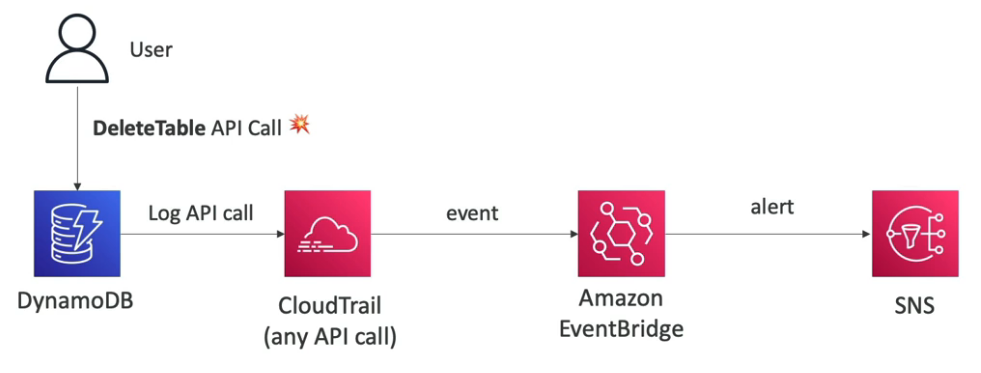 User
DeleteTable API Call
Log API call
event
alert
DynamoDB
CloudTrail
(any API call)
Amazon
EventBridge
SNS